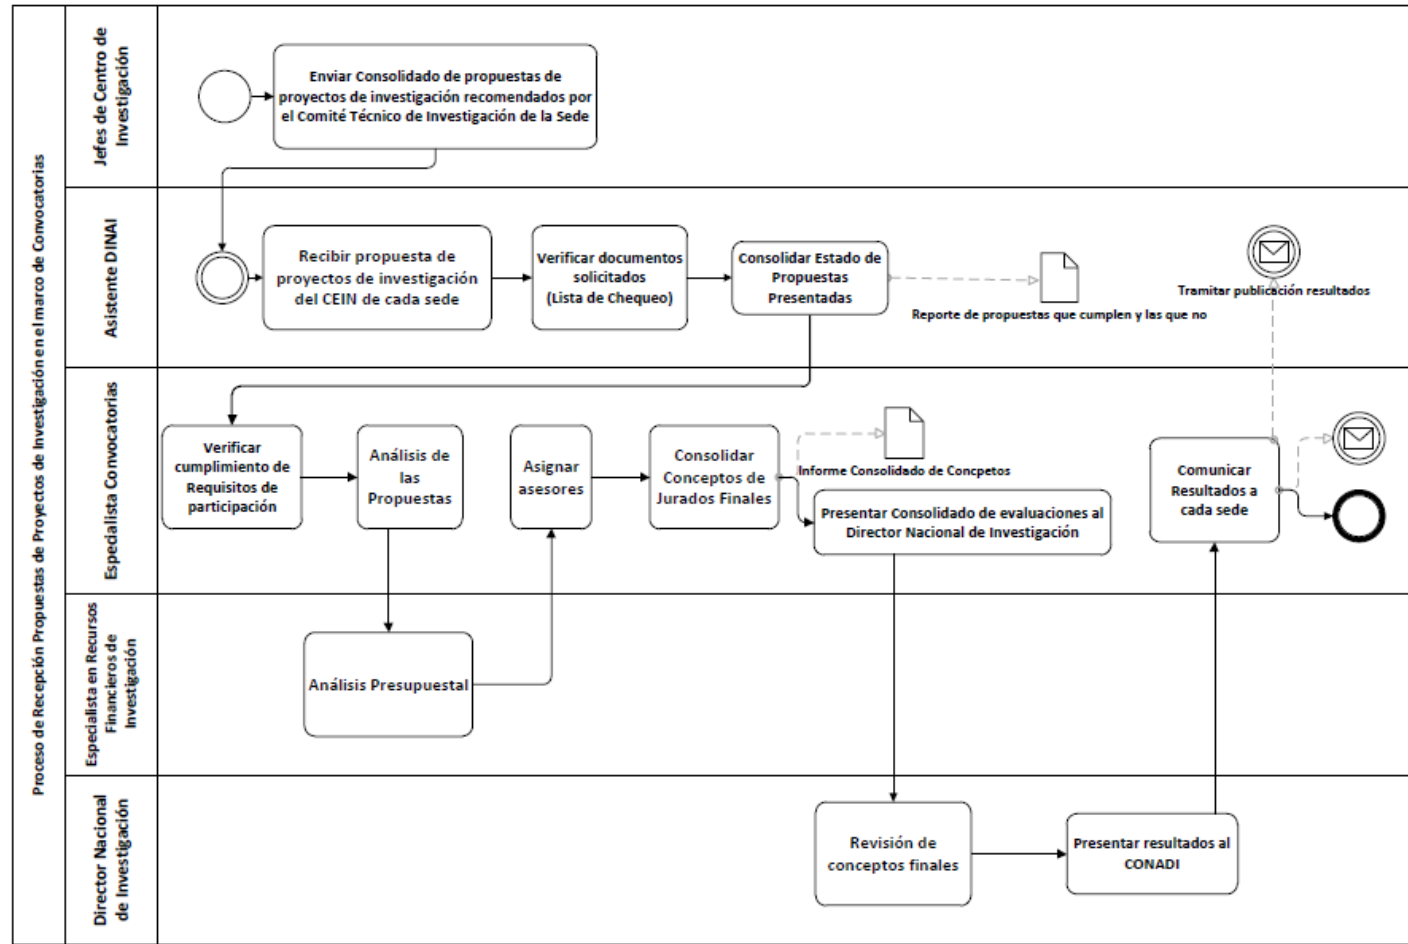 Proceso de Recepción Propuestas de Proyectos de Investigación en el marco de Convocatorias
Jefes de Centro de
Investigación
Enviar Consolidado de propuestas de
proyectos de investigación recomendados por
el Comité Técnico de Investigación de la Sede
Asistente DINAI
Recibir propuesta de
proyectos de investigación
del CEIN de cada sede
Verificar documentos
solicitados
(Lista de Chequeo)
Consolidar Estado de
Propuestas
Presentadas
Reporte de propuestas que cumplen y las que no
Tramitar publicación resultados
Especialista Convocatorias
Verificar
cumplimiento de
Requisitos de
participación
Análisis de
las
Propuestas
Asignar
asesores
Consolidar
Conceptos de
Jurados Finales
Informe Consolidado de Concpetos
Presentar Consolidado de evaluaciones al
Director Nacional de Investigación
Comunicar
Resultados a
cada sede
Especialista en Recursos
Financieros de
Investigación
Análisis Presupuestal
Director Nacional
de Investigación
Revisión de
conceptos finales
Presentar resultados al
CONADI